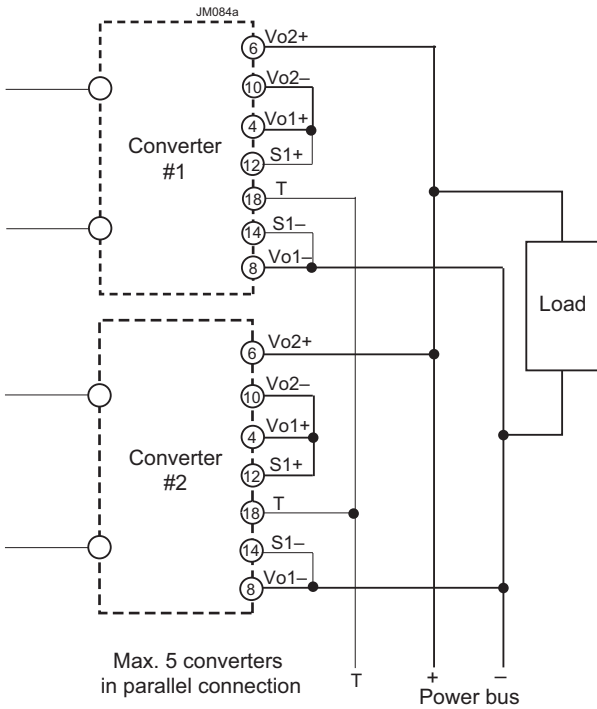 JM084a
6 Vo2+
10 Vo2–
4 Vo1+
12 S1+
18 T
14 S1–
8 Vo1–
Converter
#1
Load
6 Vo2+
10 Vo2–
4 Vo1+
12 S1+
18 T
14 S1–
8 Vo1–
Converter
#2
Max. 5 converters
in parallel connection
T
+
–
Power bus